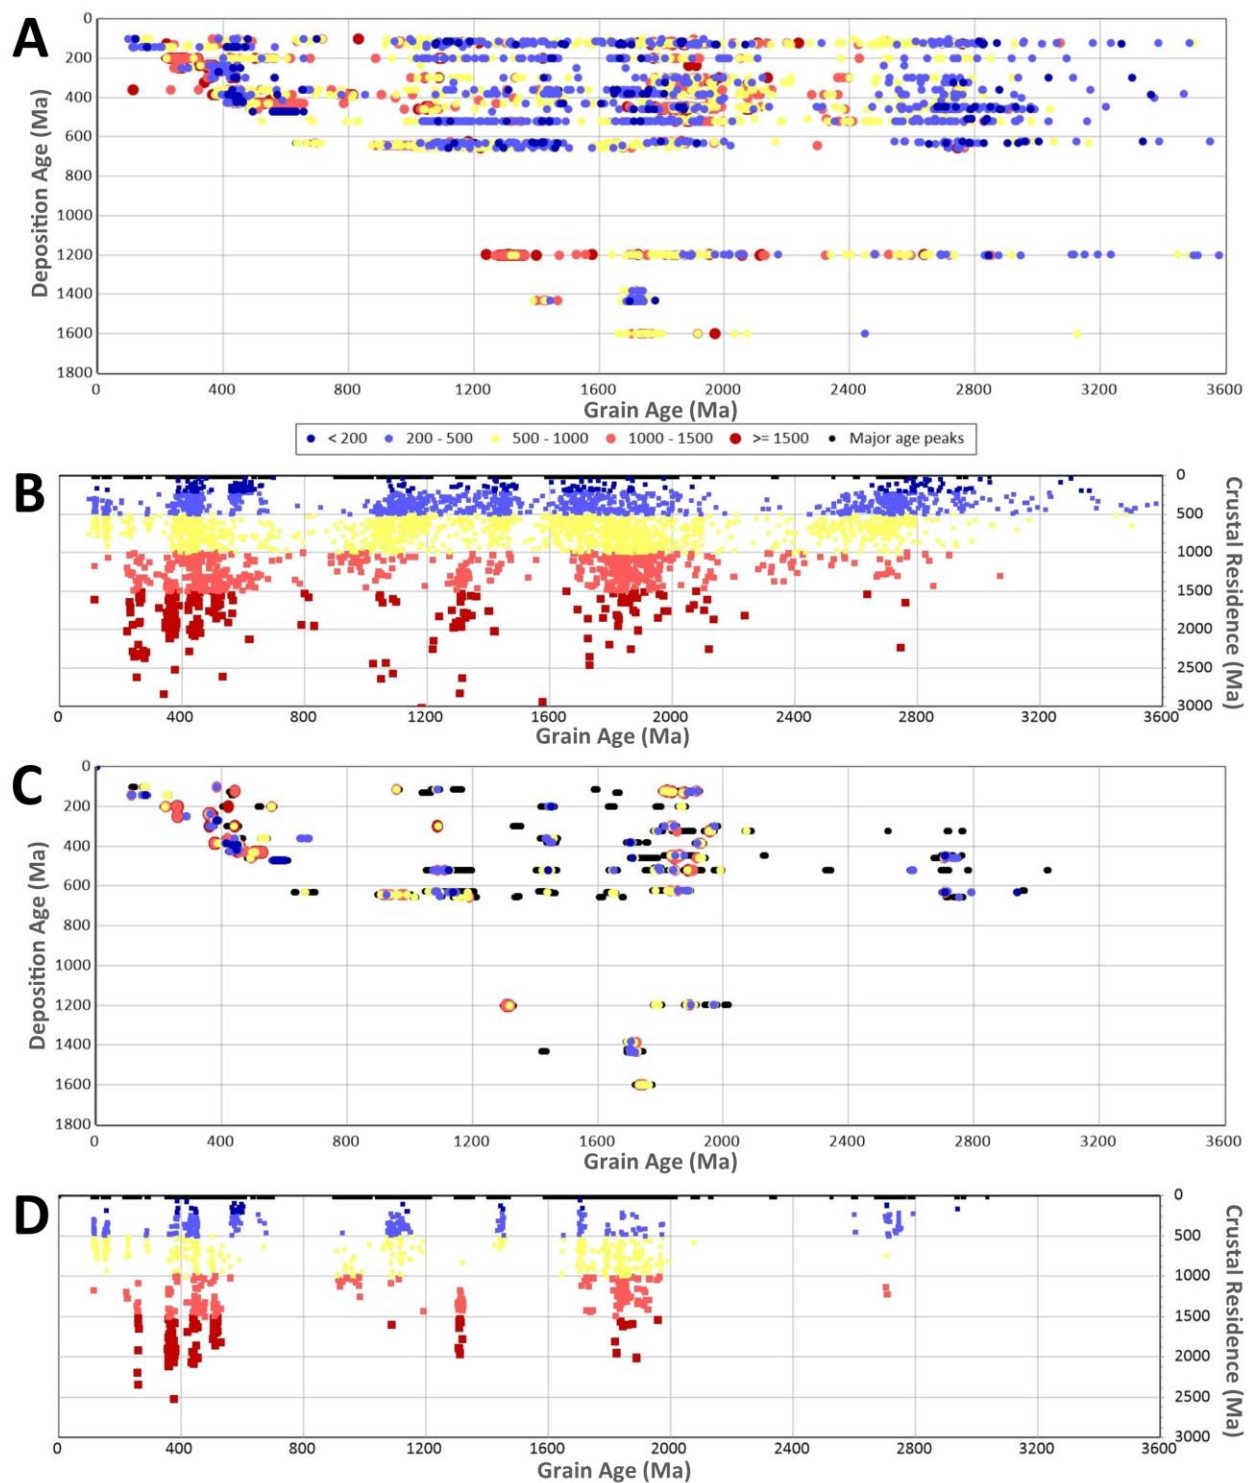 A
Deposition Age (Ma)
0
200
400
600
800
1000
1200
1400
1600
1800
0 400 800 1200 1600 2000 2400 2800 3200 3600
Grain Age (Ma)
< 200 200 - 500 500 - 1000 1000 - 1500 >= 1500 Major age peaks
B
0
500
1000
1500
2000
2500
3000
Crustal Residence (Ma)
0 400 800 1200 1600 2000 2400 2800 3200 3600
Grain Age (Ma)
C
Deposition Age (Ma)
0
200
400
600
800
1000
1200
1400
1600
1800
0 400 800 1200 1600 2000 2400 2800 3200 3600
Grain Age (Ma)
D
0
500
1000
1500
2000
2500
3000
Crustal Residence (Ma)
0 400 800 1200 1600 2000 2400 2800 3200 3600
Grain Age (Ma)